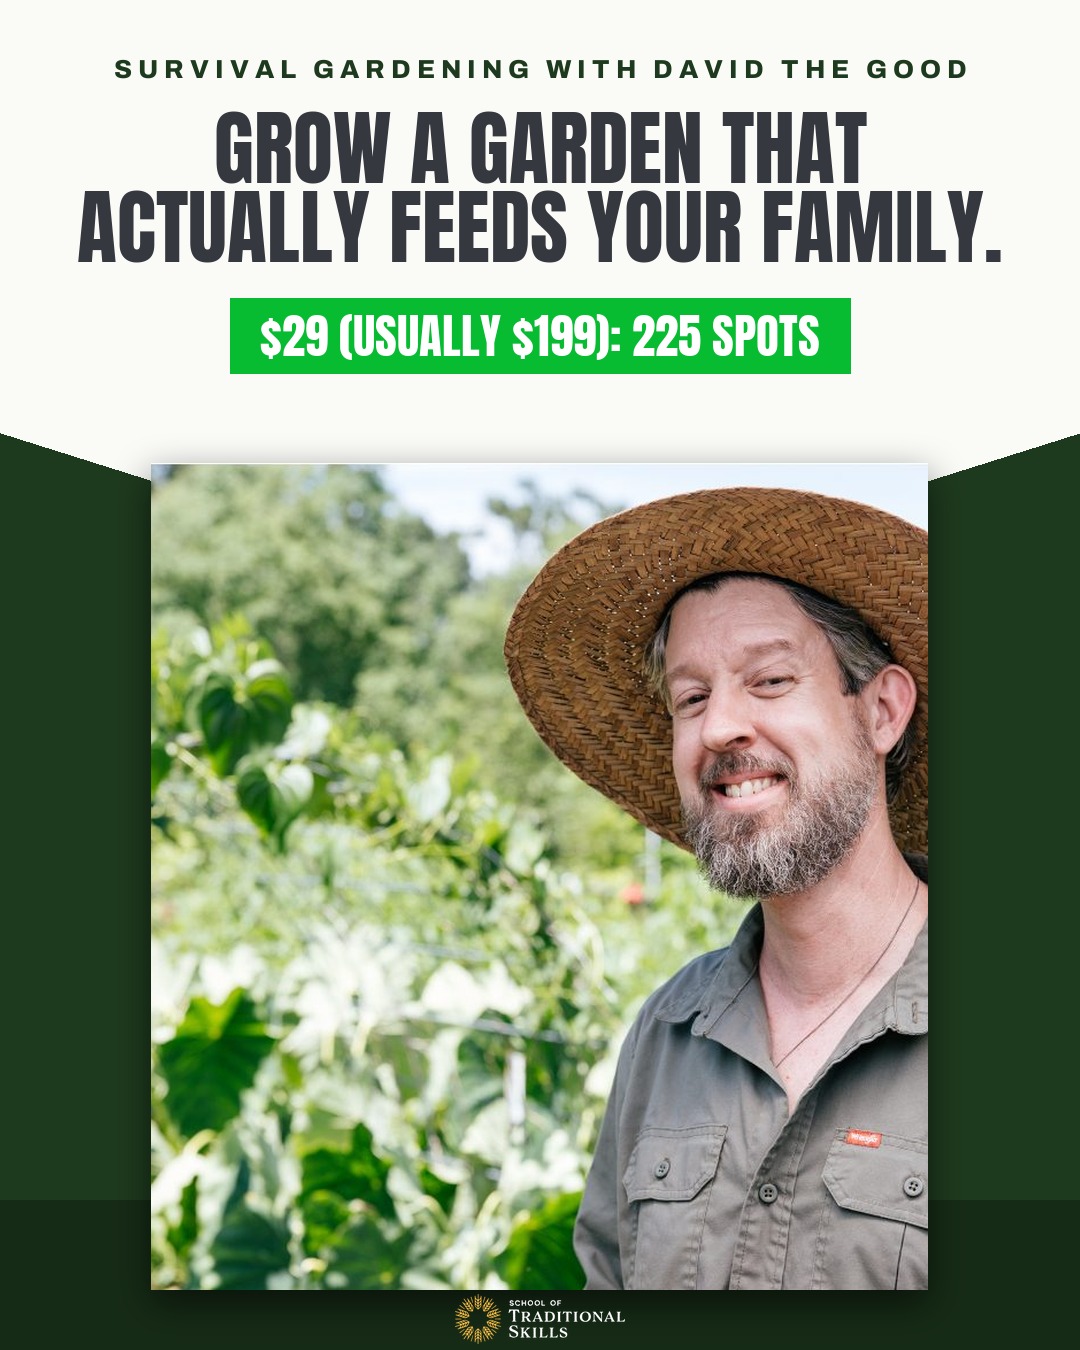 SURVIVAL GARDENING WITH DAVID THE GOOD
GROW A GARDEN THAT
ACTUALLY FEEDS YOUR FAMILY.
$29 (USUALLY $199): 225 SPOTS
Wrangler
SCHOOL OF
TRADITIONAL
SKILLS